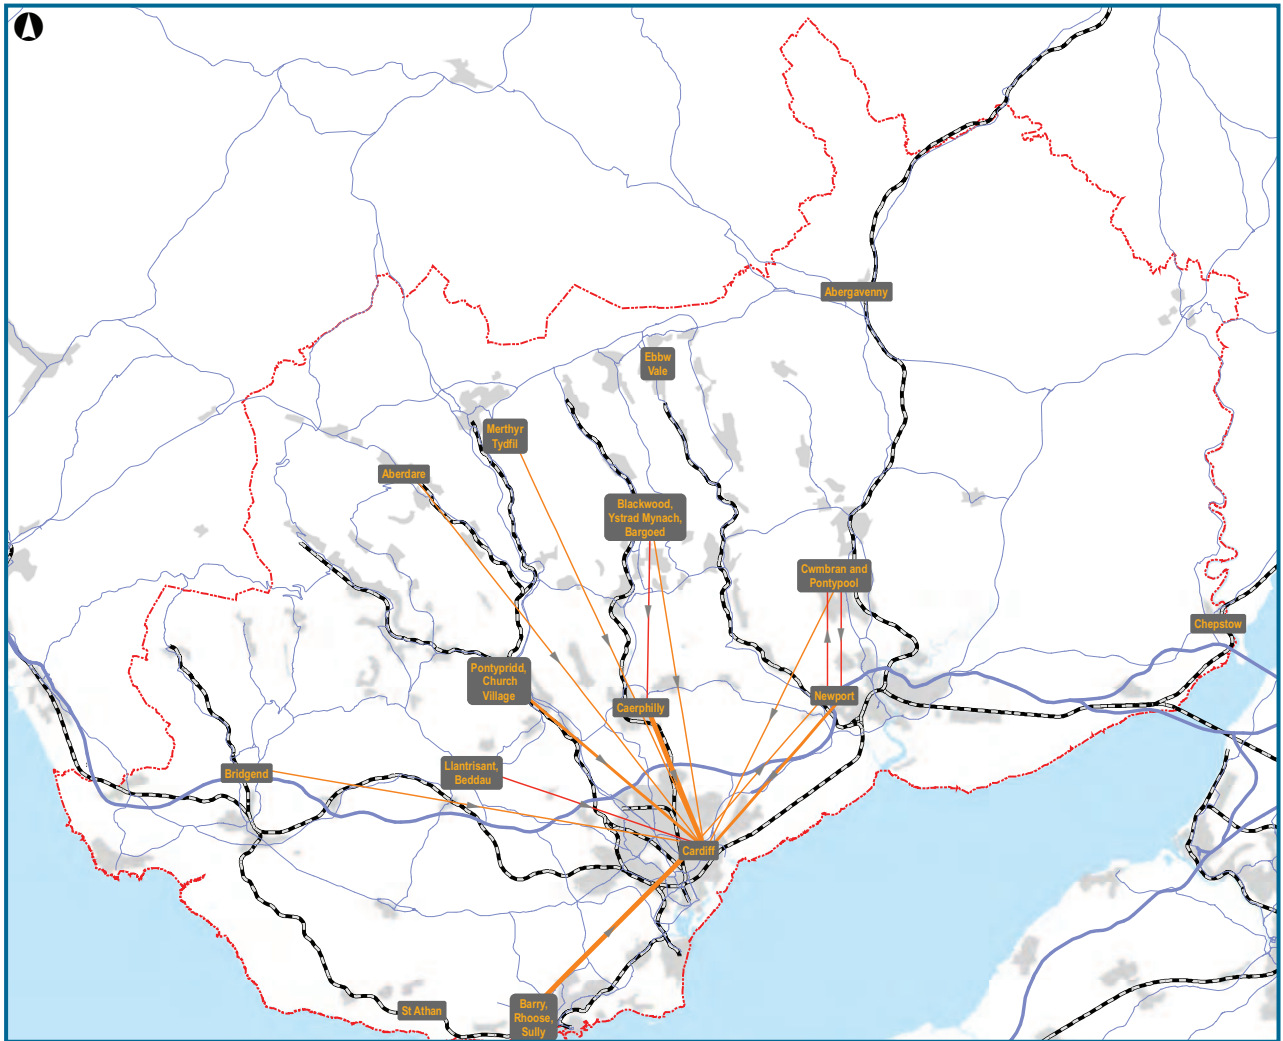 Abergavenny
Ebbw
Vale
Merthyr
Tydfil
Aberdare
Blackwood,
Ystrad Mynach,
Bargoed
Cwmbran and
Pontypool
Chepstow
Pontypridd,
Church
Village
Newport
Caerphilly
Llantrisant,
Beddau
Bridgend
Cardiff
St Athan
Barry,
Rhoose,
Sully